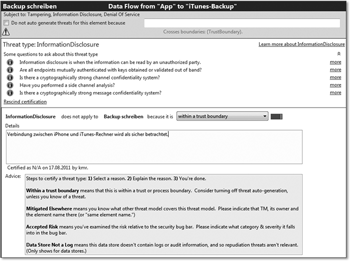 Backup schreiben Data Flow from "App" to "iTunes-Backup"
Subject to: Tampering, Information Disclosure, Denial Of Service
Do not auto generate threats for this element because
Crosses boundaries: (TrustBoundary).
Threat type: InformationDisclosure Learn more about InformationDisclosure
Some questions to ask about this threat type
Information disclosure is when the information can be read by an unauthorized party. more
Are all endpoints mutually authenticated with keys obtained or validated out of band? more
Is there a cryptographically strong channel confidentiality system? more
Have you performed a side channel analysis? more
Is there a cryptographically strong message confidentiality system? more
Rescind certification
InformationDisclosure does not apply to Backup schreiben because it is within a trust boundary
Details
Verbindung zwischen iPhone und iTunes-Rechner wird als sicher betrachtet.
Certified as N/A on 17.08.2011 by kmr.
Advice:
Steps to certify a threat type: 1) Select a reason. 2) Explain the reason. 3) You're done.
Within a trust boundary means that this is within a trust or process boundary. Consider turning off threat auto-generation,
unless you know of a threat.
Mitigated Elsewhere means you know what other threat model covers this threat model. Please indicate that TM, its owner and
the element name there (or "same element name.")
Accepted Risk means you've examined the risk relative to the security bug bar. Please indicate what category & severity it falls
into in the bug bar.
Data Store Not a Log means this data store doesn't contain logs or audit information, and so repudiation threats aren't relevant.
(Only shows for data stores.)